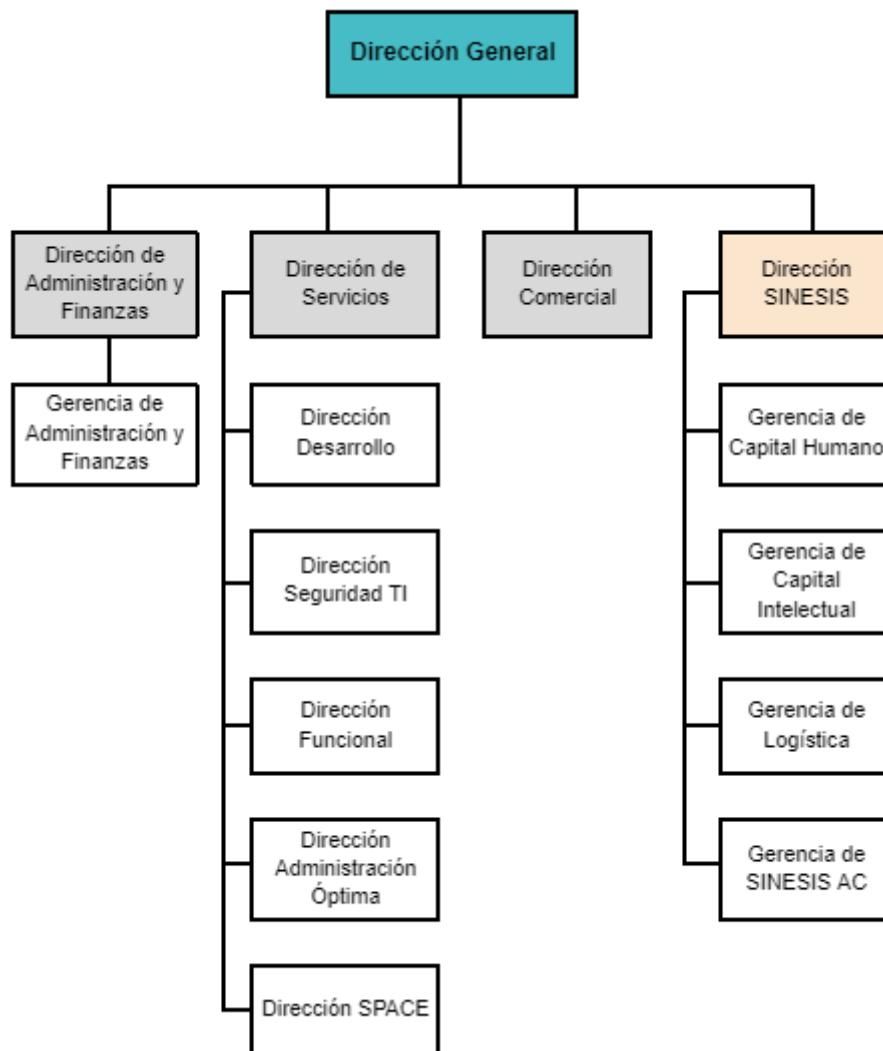 Dirección General
Dirección de
Administración y
Finanzas
Dirección de
Servicios
Dirección
Comercial
Dirección
SINESIS
Gerencia de
Administración y
Finanzas
Dirección
Desarrollo
Gerencia de
Capital Humano
Dirección
Seguridad TI
Gerencia de
Capital
Intelectual
Dirección
Funcional
Gerencia de
Logística
Dirección
Administración
Óptima
Gerencia de
SINESIS AC
Dirección SPACE